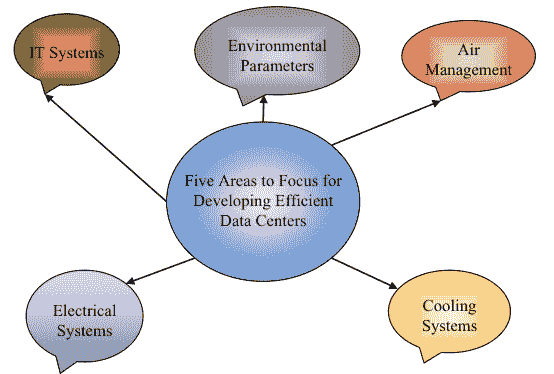 IT Systems
Environmental
Parameters
Air
Management
Five Areas to Focus for
Developing Efficient
Data Centers
Electrical
Systems
Cooling
Systems